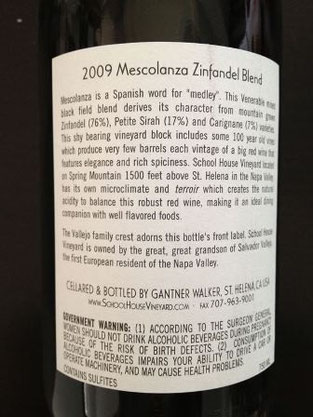 2009 Mescolanza Zinfandel Blend
Mescolanza is a Spanish word for "medley". This Venerable mixed
black field blend derives its character from mountain grown
Zinfandel (76%), Petite Sirah (17%) and Carignane (7%) varieties.
This shy bearing vineyard block includes some 100 year old vines
which produce very few barrels each vintage of a big red wine that
features elegance and rich spiciness. School House Vineyard located
on Spring Mountain 1500 feet above St. Helena in the Napa Valley
has its own microclimate and terroir which creates the natural
acidity to balance this robust red wine, making it an ideal dining
companion with well flavored foods.
The Vallejo family crest adorns this bottle's front label. School House
Vineyard is owned by the great, great grandson of Salvador Vallejo,
the first European resident of the Napa Valley.
CELLARED & BOTTLED BY GANTNER WALKER, ST. HELENA, CA USA
WWW.SCHOOLHOUSEVINEYARD.COM · FAX 707-963-9001
GOVERNMENT WARNING: (1) ACCORDING TO THE SURGEON GENERAL,
WOMEN SHOULD NOT DRINK ALCOHOLIC BEVERAGES DURING PREGNANCY
BECAUSE OF THE RISK OF BIRTH DEFECTS. (2) CONSUMPTION OF
ALCOHOLIC BEVERAGES IMPAIRS YOUR ABILITY TO DRIVE A CAR OR
OPERATE MACHINERY, AND MAY CAUSE HEALTH PROBLEMS.
CONTAINS SULFITES 750 ML